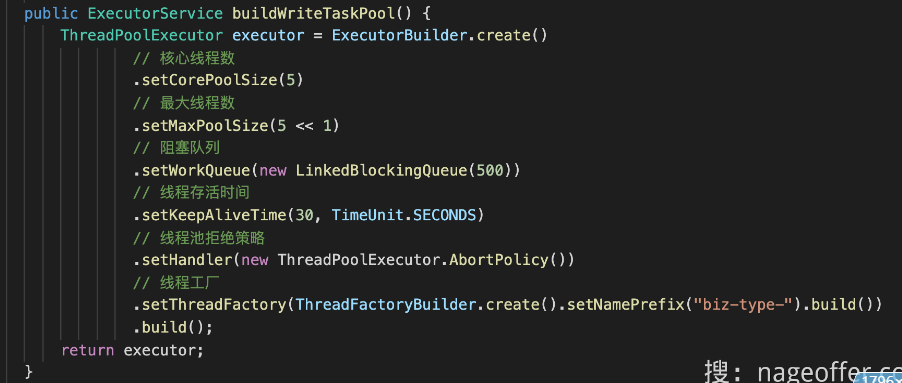 public ExecutorService buildWriteTaskPool() {
ThreadPoolExecutor executor = ExecutorBuilder.create()
// 核心线程数
.setCorePoolSize(5)
// 最大线程数
.setMaxPoolSize(5 << 1)
// 阻塞队列
.setWorkQueue(new LinkedBlockingQueue(500))
// 线程存活时间
.setKeepAliveTime(30, TimeUnit.SECONDS)
// 线程池拒绝策略
.setHandler(new ThreadPoolExecutor.AbortPolicy())
// 线程工厂
.setThreadFactory(ThreadFactoryBuilder.create().setNamePrefix("biz-type-").build())
.build();
return executor;
}
搜：nageoffer.co
1796